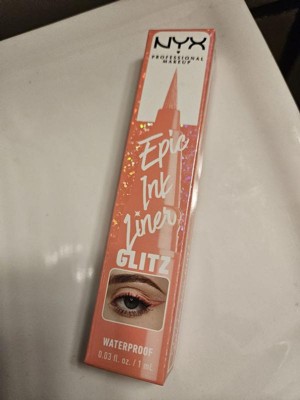 NYX
PROFESSIONAL
MAKEUP
Epic
Ink
Liner
GLITZ
WATERPROOF
0.03 fl. oz. / 1 mL